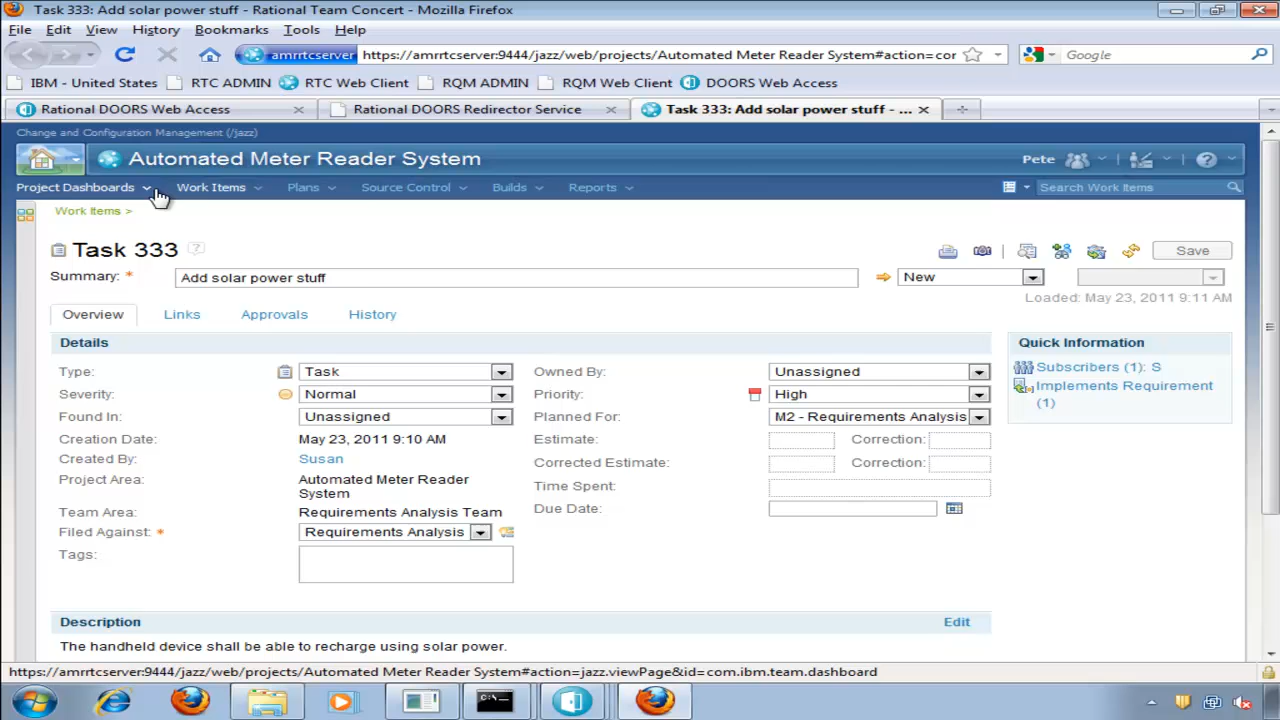 Task 333: Add solar power stuff - Rational Team Concert - Mozilla Firefox
File Edit View History Bookmarks Tools Help
amrrtcserver https://amrrtcserver:9444/jazz/web/projects/Automated Meter Reader System#action=cor Google
IBM - United States RTC ADMIN RTC Web Client RQM ADMIN RQM Web Client DOORS Web Access
Rational DOORS Web Access Rational DOORS Redirector Service Task 333: Add solar power stuff - ...
Change and Configuration Management (/jazz)
Automated Meter Reader System Pete
Project Dashboards Work Items Plans Source Control Builds Reports Search Work Items
Work Items >
Task 333 ? Save
Summary: * Add solar power stuff New
Loaded: May 23, 2011 9:11 AM
Overview Links Approvals History
Details Quick Information
Type: Task Owned By: Unassigned Subscribers (1): S
Severity: Normal Priority: High Implements Requirement
(1)
Found In: Unassigned Planned For: M2 - Requirements Analysis
Creation Date: May 23, 2011 9:10 AM Estimate: Correction:
Created By: Susan Corrected Estimate: Correction:
Project Area: Automated Meter Reader
System
Time Spent:
Team Area: Requirements Analysis Team Due Date:
Filed Against: * Requirements Analysis
Tags:
Description Edit
The handheld device shall be able to recharge using solar power.
https://amrrtcserver:9444/jazz/web/projects/Automated Meter Reader System#action=jazz.viewPage&id=com.ibm.team.dashboard